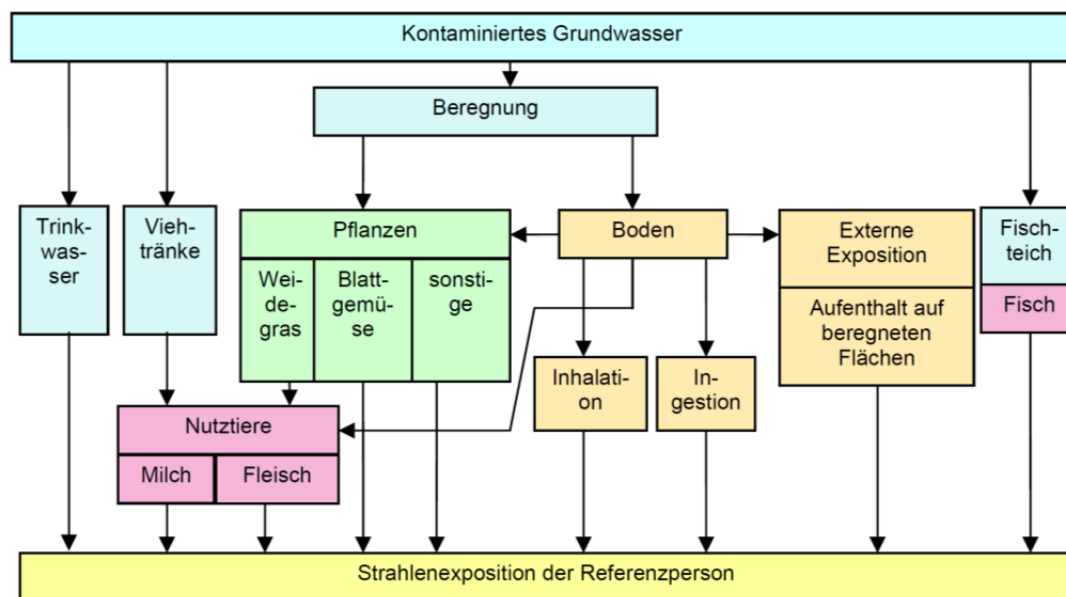 Kontaminiertes Grundwasser
Beregnung
Trink-
was-
ser
Vieh-
tränke
Pflanzen
Wei-
de-
gras
Blatt-
gemü-
se
sonsti-
ge
Boden
Externe
Exposition
Aufenthalt auf
beregneten
Flächen
Fisch-
teich
Fisch
Inhalati-
on
In-
gestion
Nutztiere
Milch
Fleisch
Strahlenexposition der Referenzperson